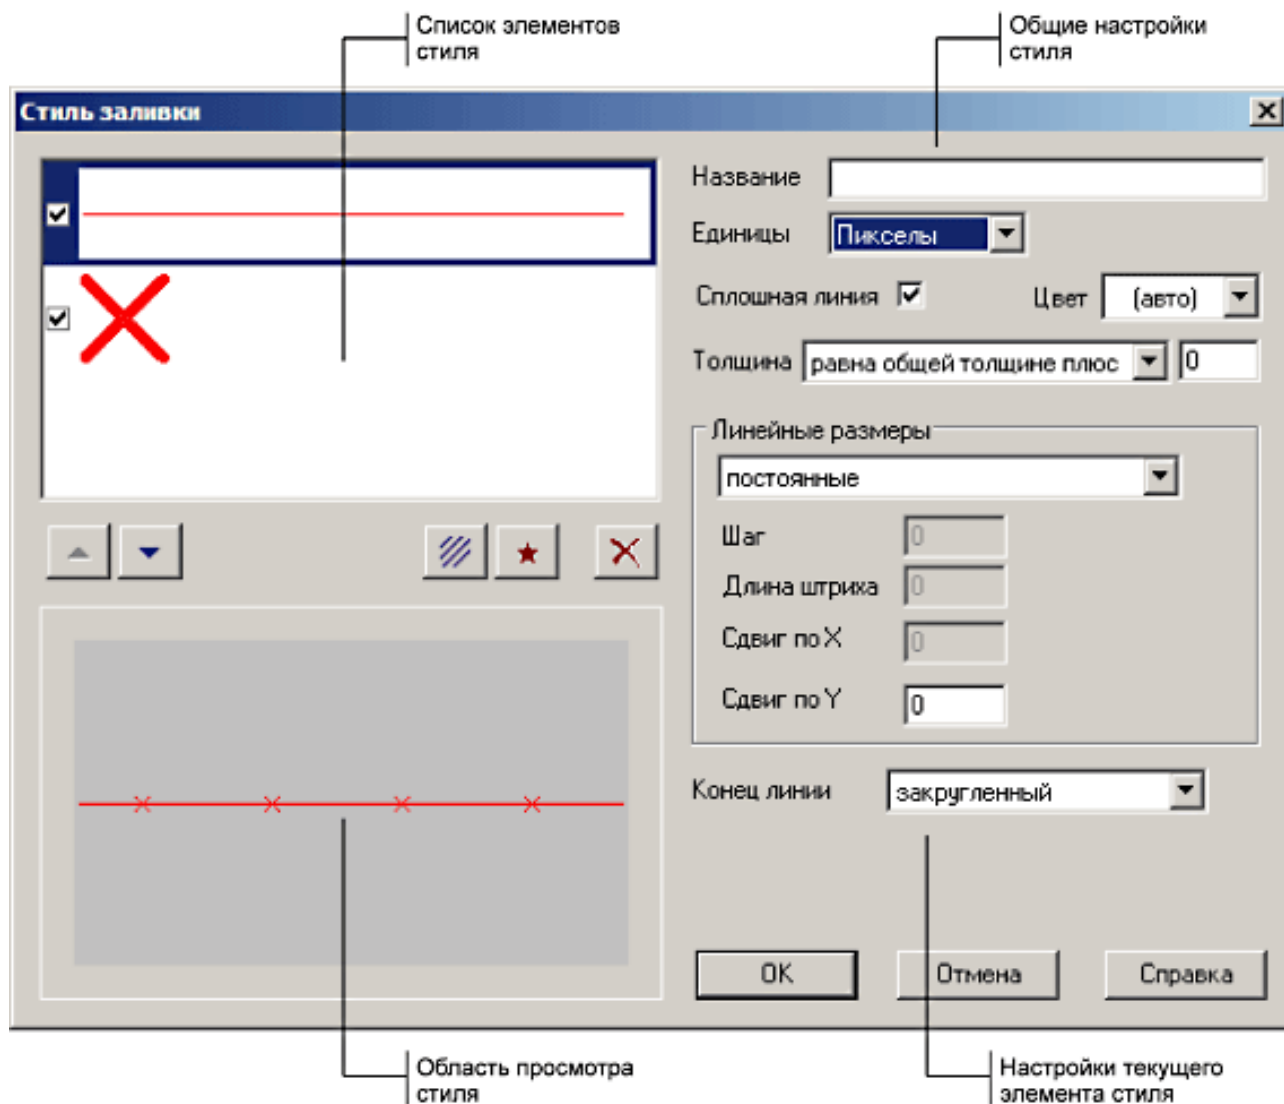 Список элементов
стиля
Общие настройки
стиля
Стиль заливки
Название
Единицы Пикселы
Сплошная линия Цвет (авто)
Толщина равна общей толщине плюс 0
Линейные размеры
постоянные
Шаг 0
Длина штриха 0
Сдвиг по X 0
Сдвиг по Y 0
Конец линии закругленный
OK Отмена Справка
Область просмотра
стиля
Настройки текущего
элемента стиля